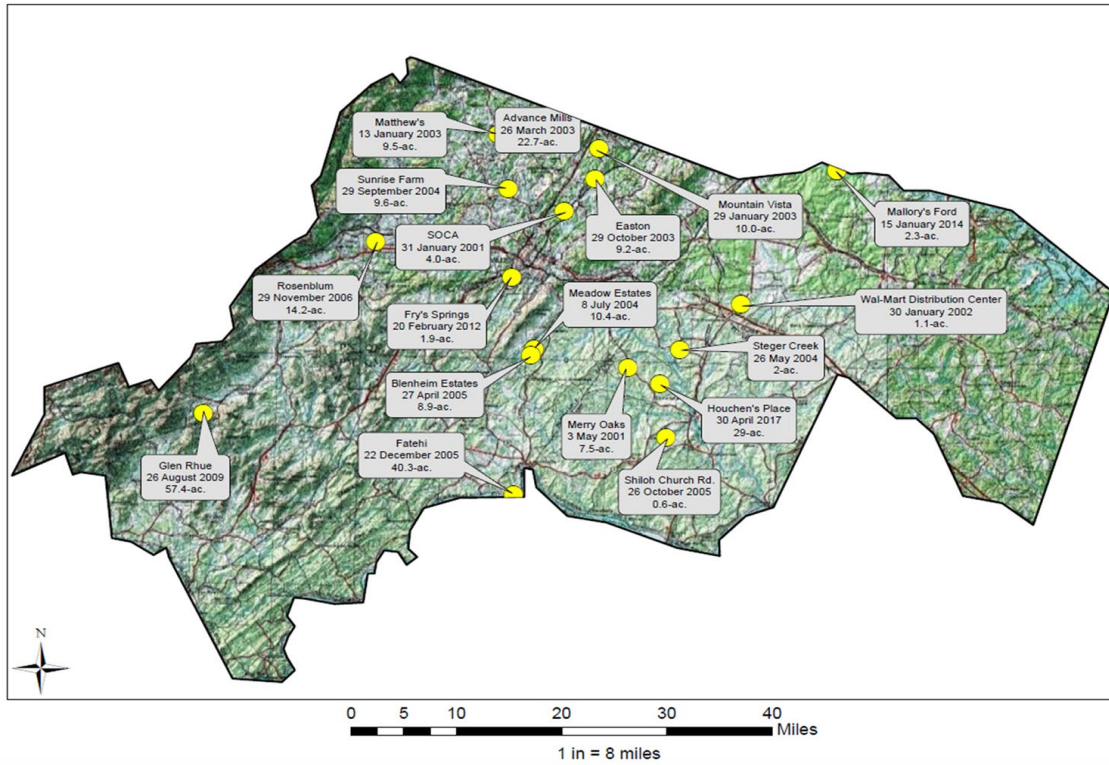 Matthew's
13 January 2003
9.5-ac.
Advance Mills
26 March 2003
22.7-ac.
Sunrise Farm
29 September 2004
9.6-ac.
SOCA
31 January 2001
4.0-ac.
Easton
29 October 2003
9.2-ac.
Mountain Vista
29 January 2003
10.0-ac.
Mallory's Ford
15 January 2014
2.3-ac.
Rosenblum
29 November 2006
14.2-ac.
Fry's Springs
20 February 2012
1.9-ac.
Meadow Estates
8 July 2004
10.4-ac.
Wal-Mart Distribution Center
30 January 2002
1.1-ac.
Steger Creek
26 May 2004
2-ac.
Blenheim Estates
27 April 2005
8.9-ac.
Merry Oaks
3 May 2001
7.5-ac.
Houchen's Place
30 April 2017
29-ac.
Glen Rhue
26 August 2009
57.4-ac.
Fatehi
22 December 2005
40.3-ac.
Shiloh Church Rd.
26 October 2005
0.6-ac.
N
0 5 10 20 30 40
Miles
1 in = 8 miles